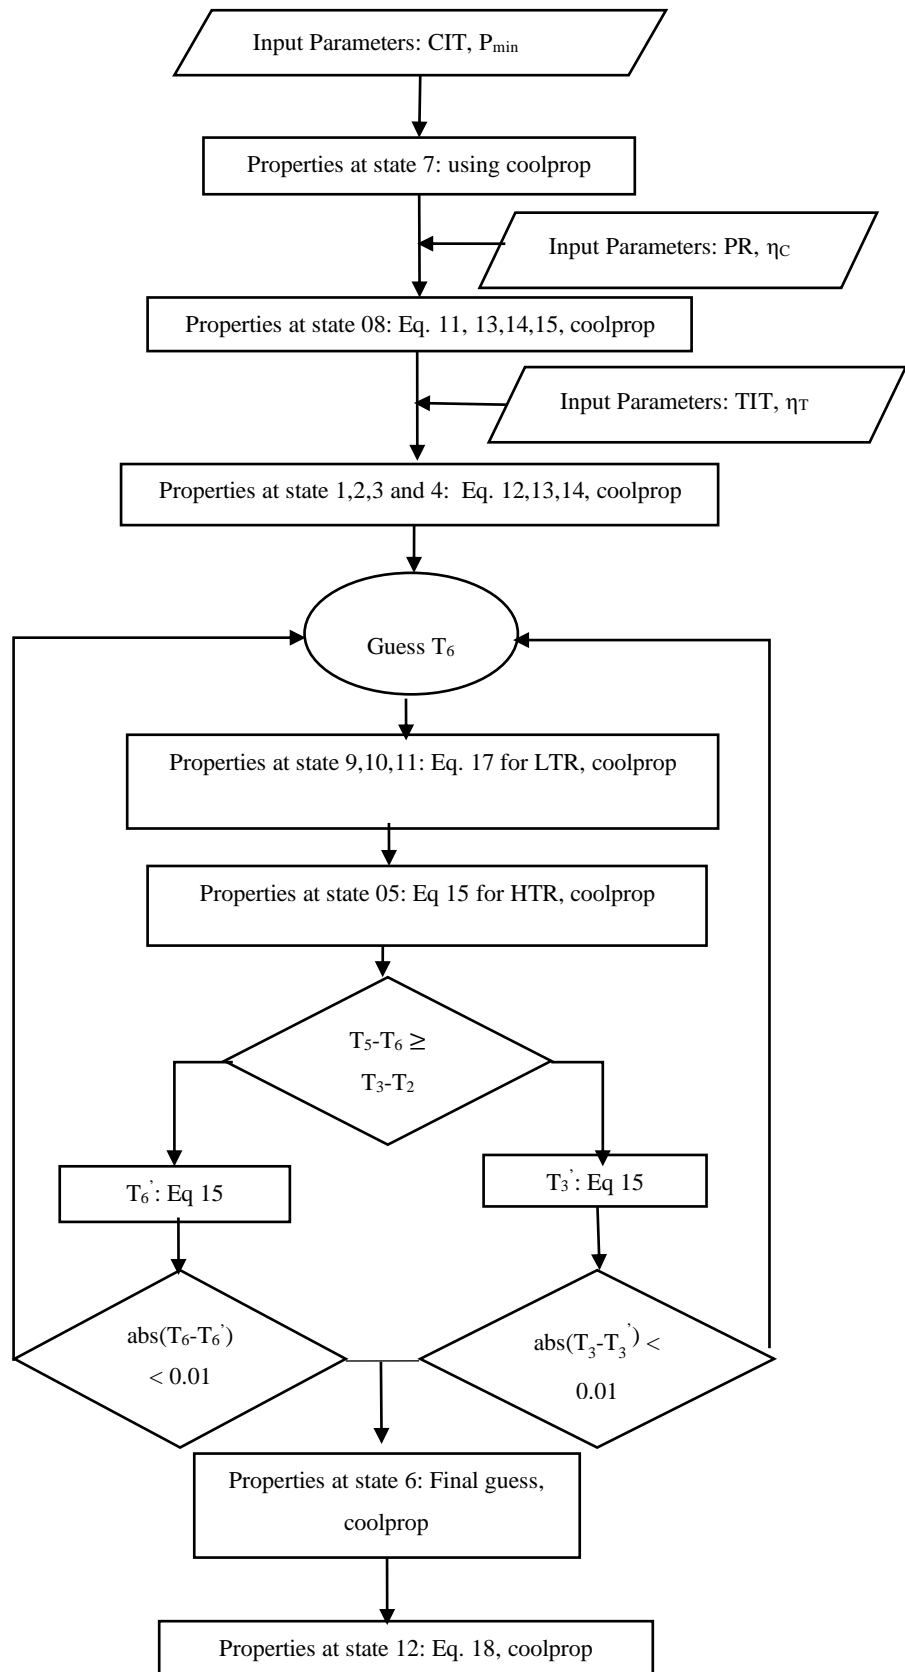 Input Parameters: CIT, Pmin
Properties at state 7: using coolprop
Input Parameters: PR, ηC
Properties at state 08: Eq. 11, 13,14,15, coolprop
Input Parameters: TIT, ηT
Properties at state 1,2,3 and 4:  Eq. 12,13,14, coolprop
Guess T6
Properties at state 9,10,11: Eq. 17 for LTR, coolprop
Properties at state 05: Eq 15 for HTR, coolprop
T5-T6 ≥
T3-T2
T6': Eq 15
T3': Eq 15
abs(T6-T6')
< 0.01
abs(T3-T3') <
0.01
Properties at state 6: Final guess,
coolprop
Properties at state 12: Eq. 18, coolprop